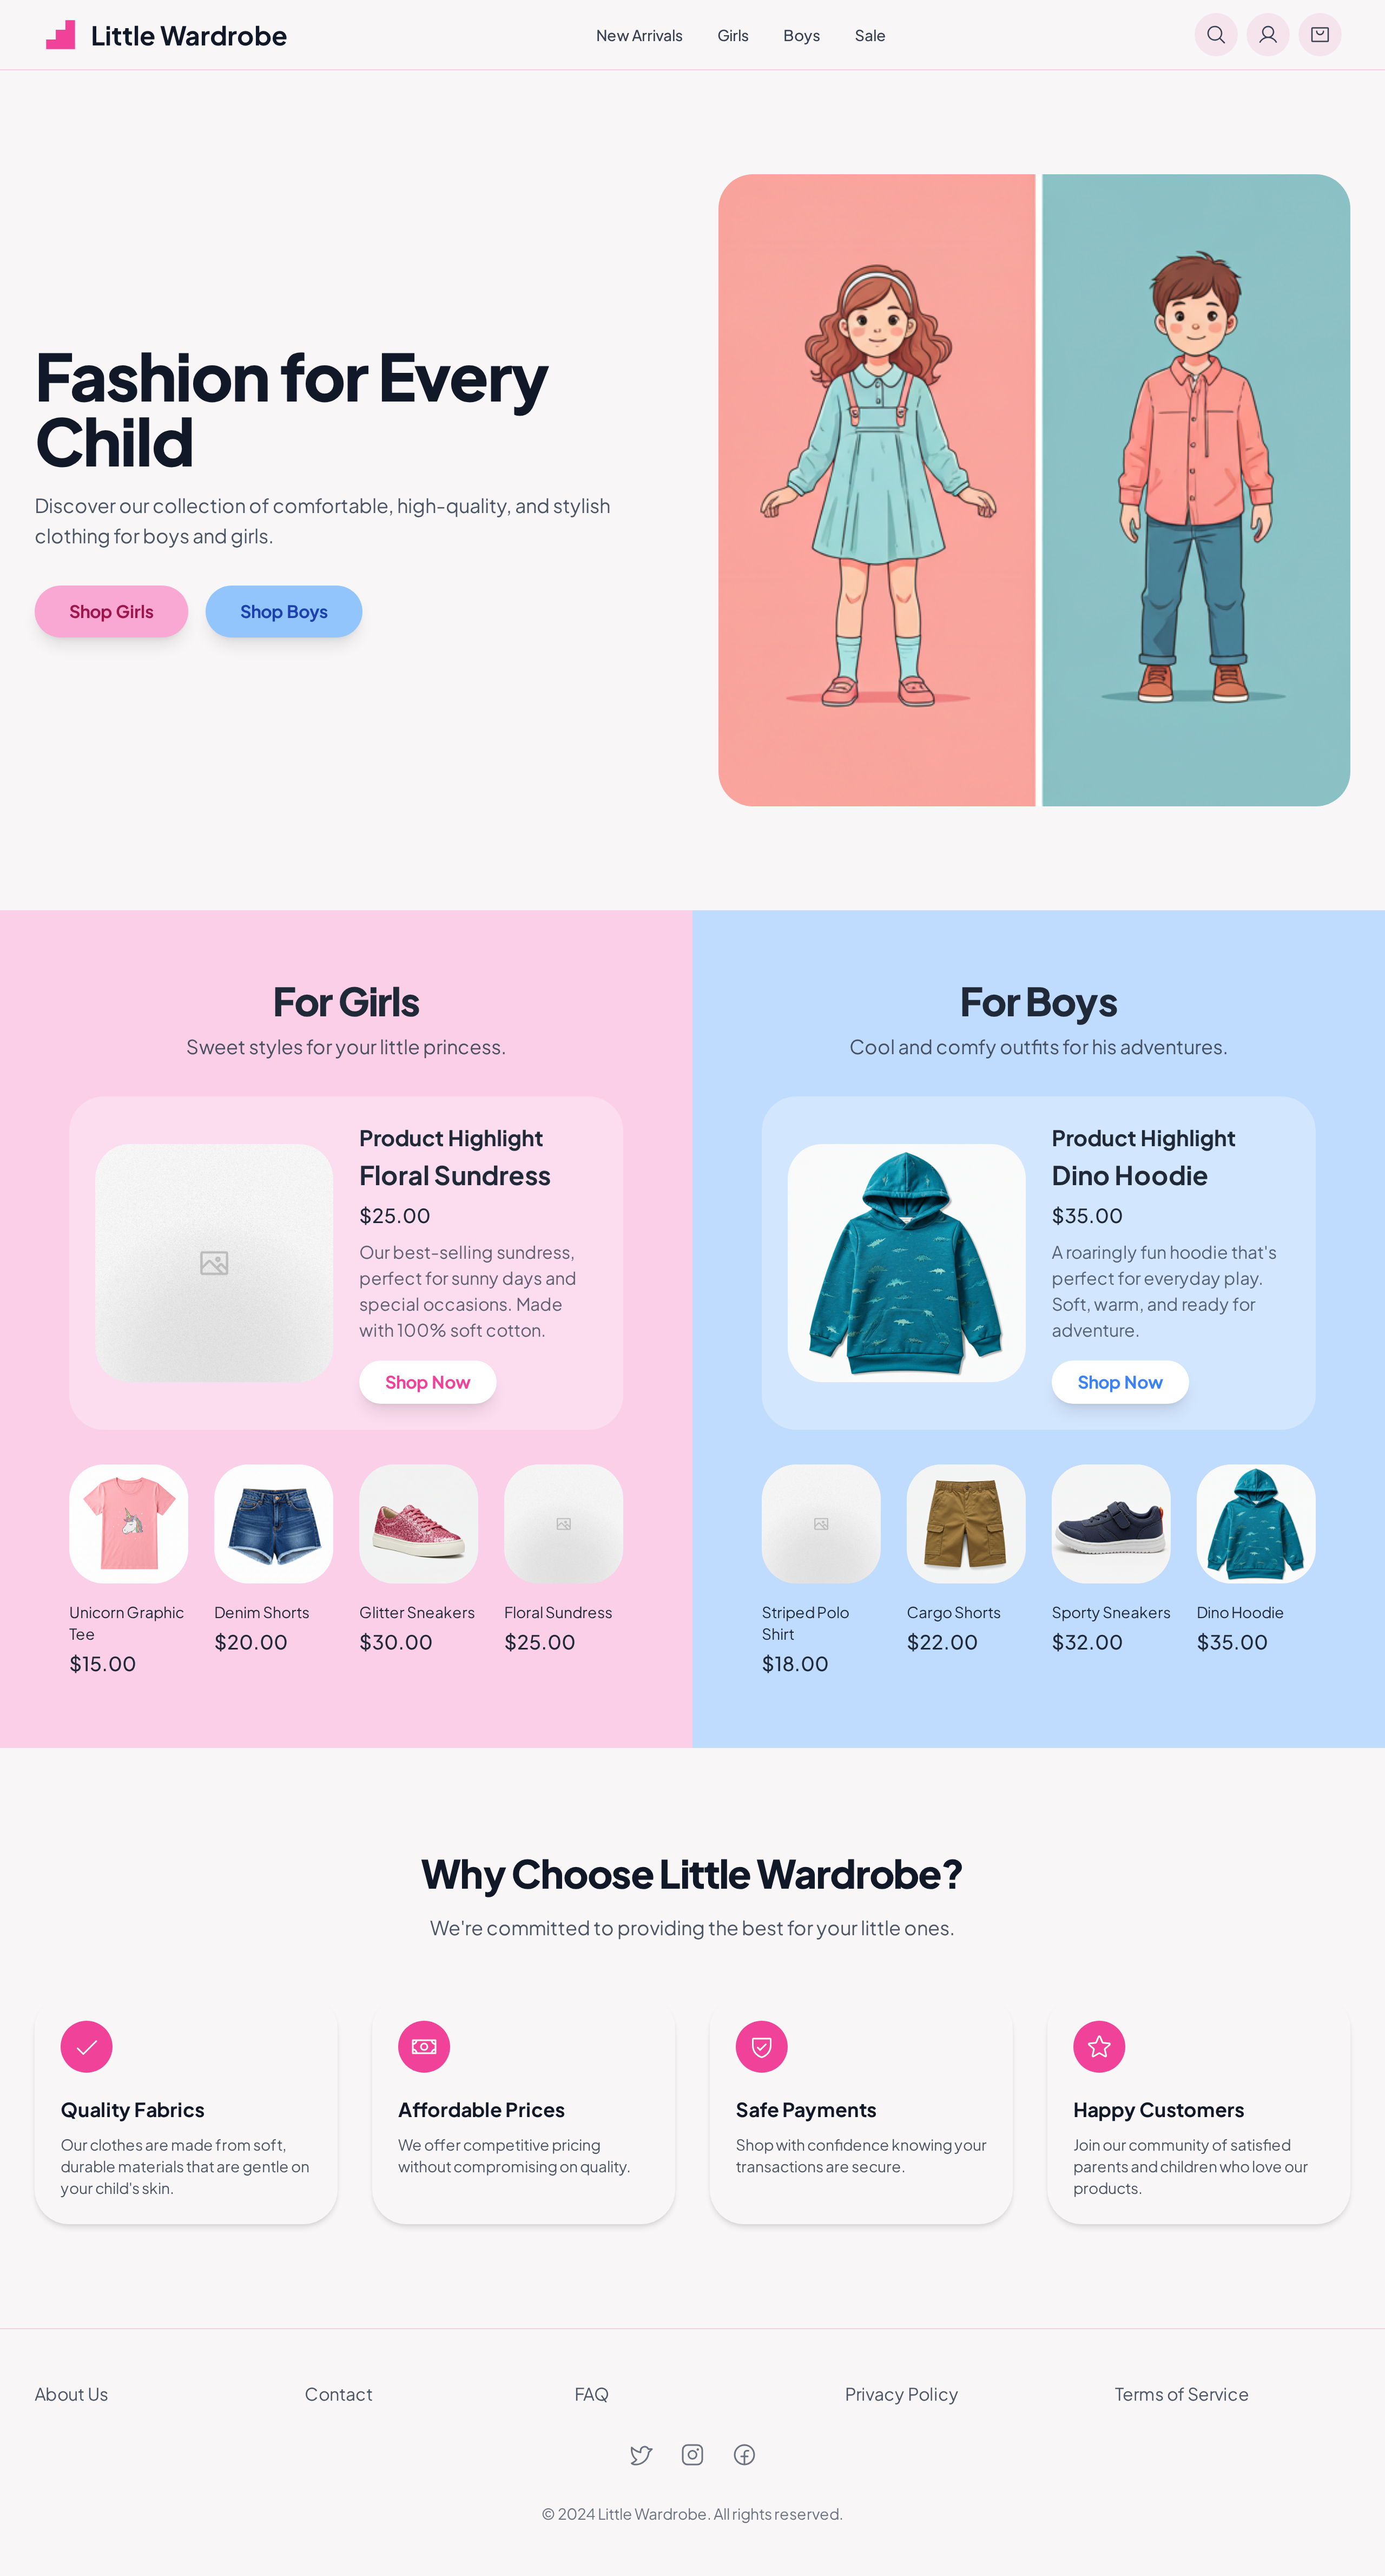 Little Wardrobe
New Arrivals
Girls
Boys
Sale
Fashion for Every
Child
Discover our collection of comfortable, high-quality, and stylish
clothing for boys and girls.
Shop Girls
Shop Boys
For Girls
Sweet styles for your little princess.
Product Highlight
Floral Sundress
$25.00
Our best-selling sundress,
perfect for sunny days and
special occasions. Made
with 100% soft cotton.
Shop Now
Unicorn Graphic
Tee
$15.00
Denim Shorts
$20.00
Glitter Sneakers
$30.00
Floral Sundress
$25.00
For Boys
Cool and comfy outfits for his adventures.
Product Highlight
Dino Hoodie
$35.00
A roaringly fun hoodie that's
perfect for everyday play.
Soft, warm, and ready for
adventure.
Shop Now
Striped Polo
Shirt
$18.00
Cargo Shorts
$22.00
Sporty Sneakers
$32.00
Dino Hoodie
$35.00
Why Choose Little Wardrobe?
We're committed to providing the best for your little ones.
Quality Fabrics
Our clothes are made from soft,
durable materials that are gentle on
your child's skin.
Affordable Prices
We offer competitive pricing
without compromising on quality.
Safe Payments
Shop with confidence knowing your
transactions are secure.
Happy Customers
Join our community of satisfied
parents and children who love our
products.
About Us
Contact
FAQ
Privacy Policy
Terms of Service
© 2024 Little Wardrobe. All rights reserved.